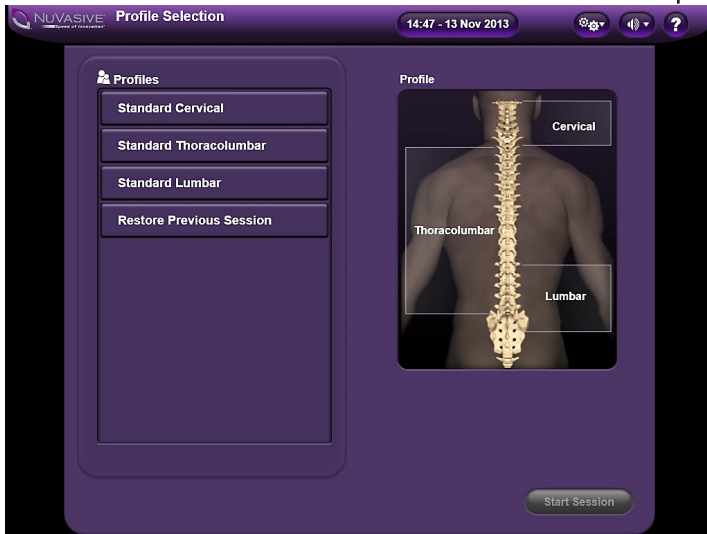 NUVASIVE
Speed of Innovation
Profile Selection
14:47 - 13 Nov 2013
?
Profiles
Standard Cervical
Standard Thoracolumbar
Standard Lumbar
Restore Previous Session
Profile
Cervical
Thoracolumbar
Lumbar
Start Session